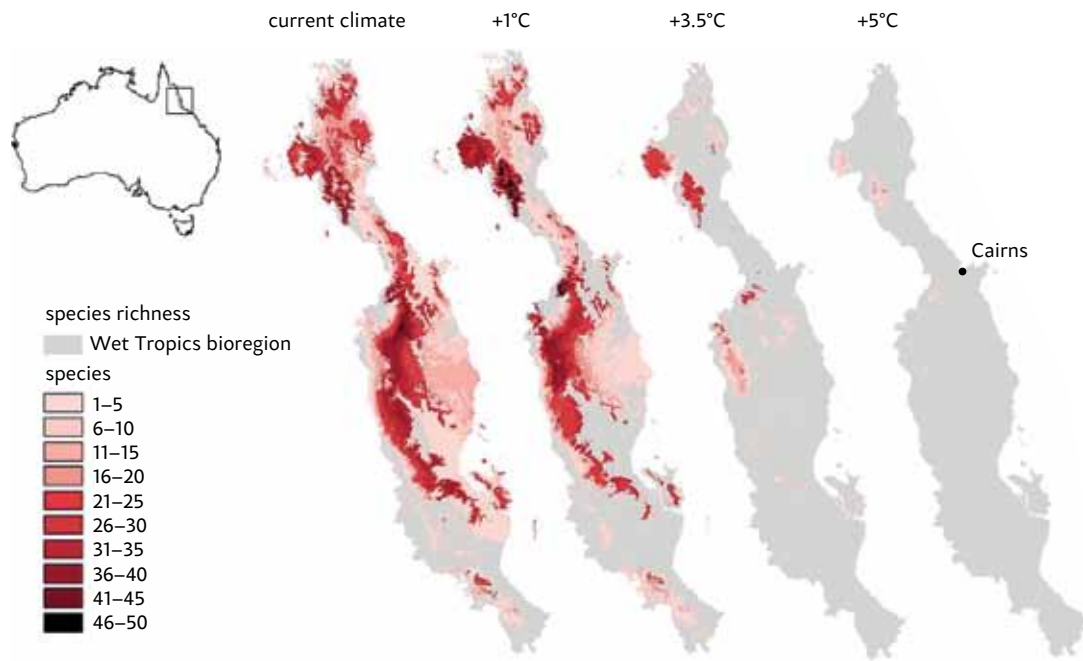 current climate
+1°C
+3.5°C
+5°C
Cairns
species richness
Wet Tropics bioregion
species
1–5
6–10
11–15
16–20
21–25
26–30
31–35
36–40
41–45
46–50